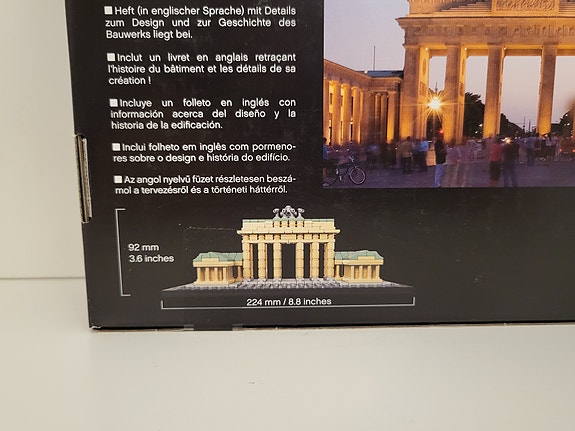 Heft (in englischer Sprache) mit Details
zum Design und zur Geschichte des
Bauwerks liegt bei.
Inclut un livret en anglais retraçant
l'histoire du bâtiment et les détails de sa
création !
Incluye un folleto en inglés con
información acerca del diseño y la
historia de la edificación.
Inclui folheto em inglês com pormeno-
res sobre o design e história do edifício.
Az angol nyelvű füzet részletesen beszá-
mol a tervezésről és a történeti háttérről.
92 mm
3.6 inches
224 mm / 8.8 inches